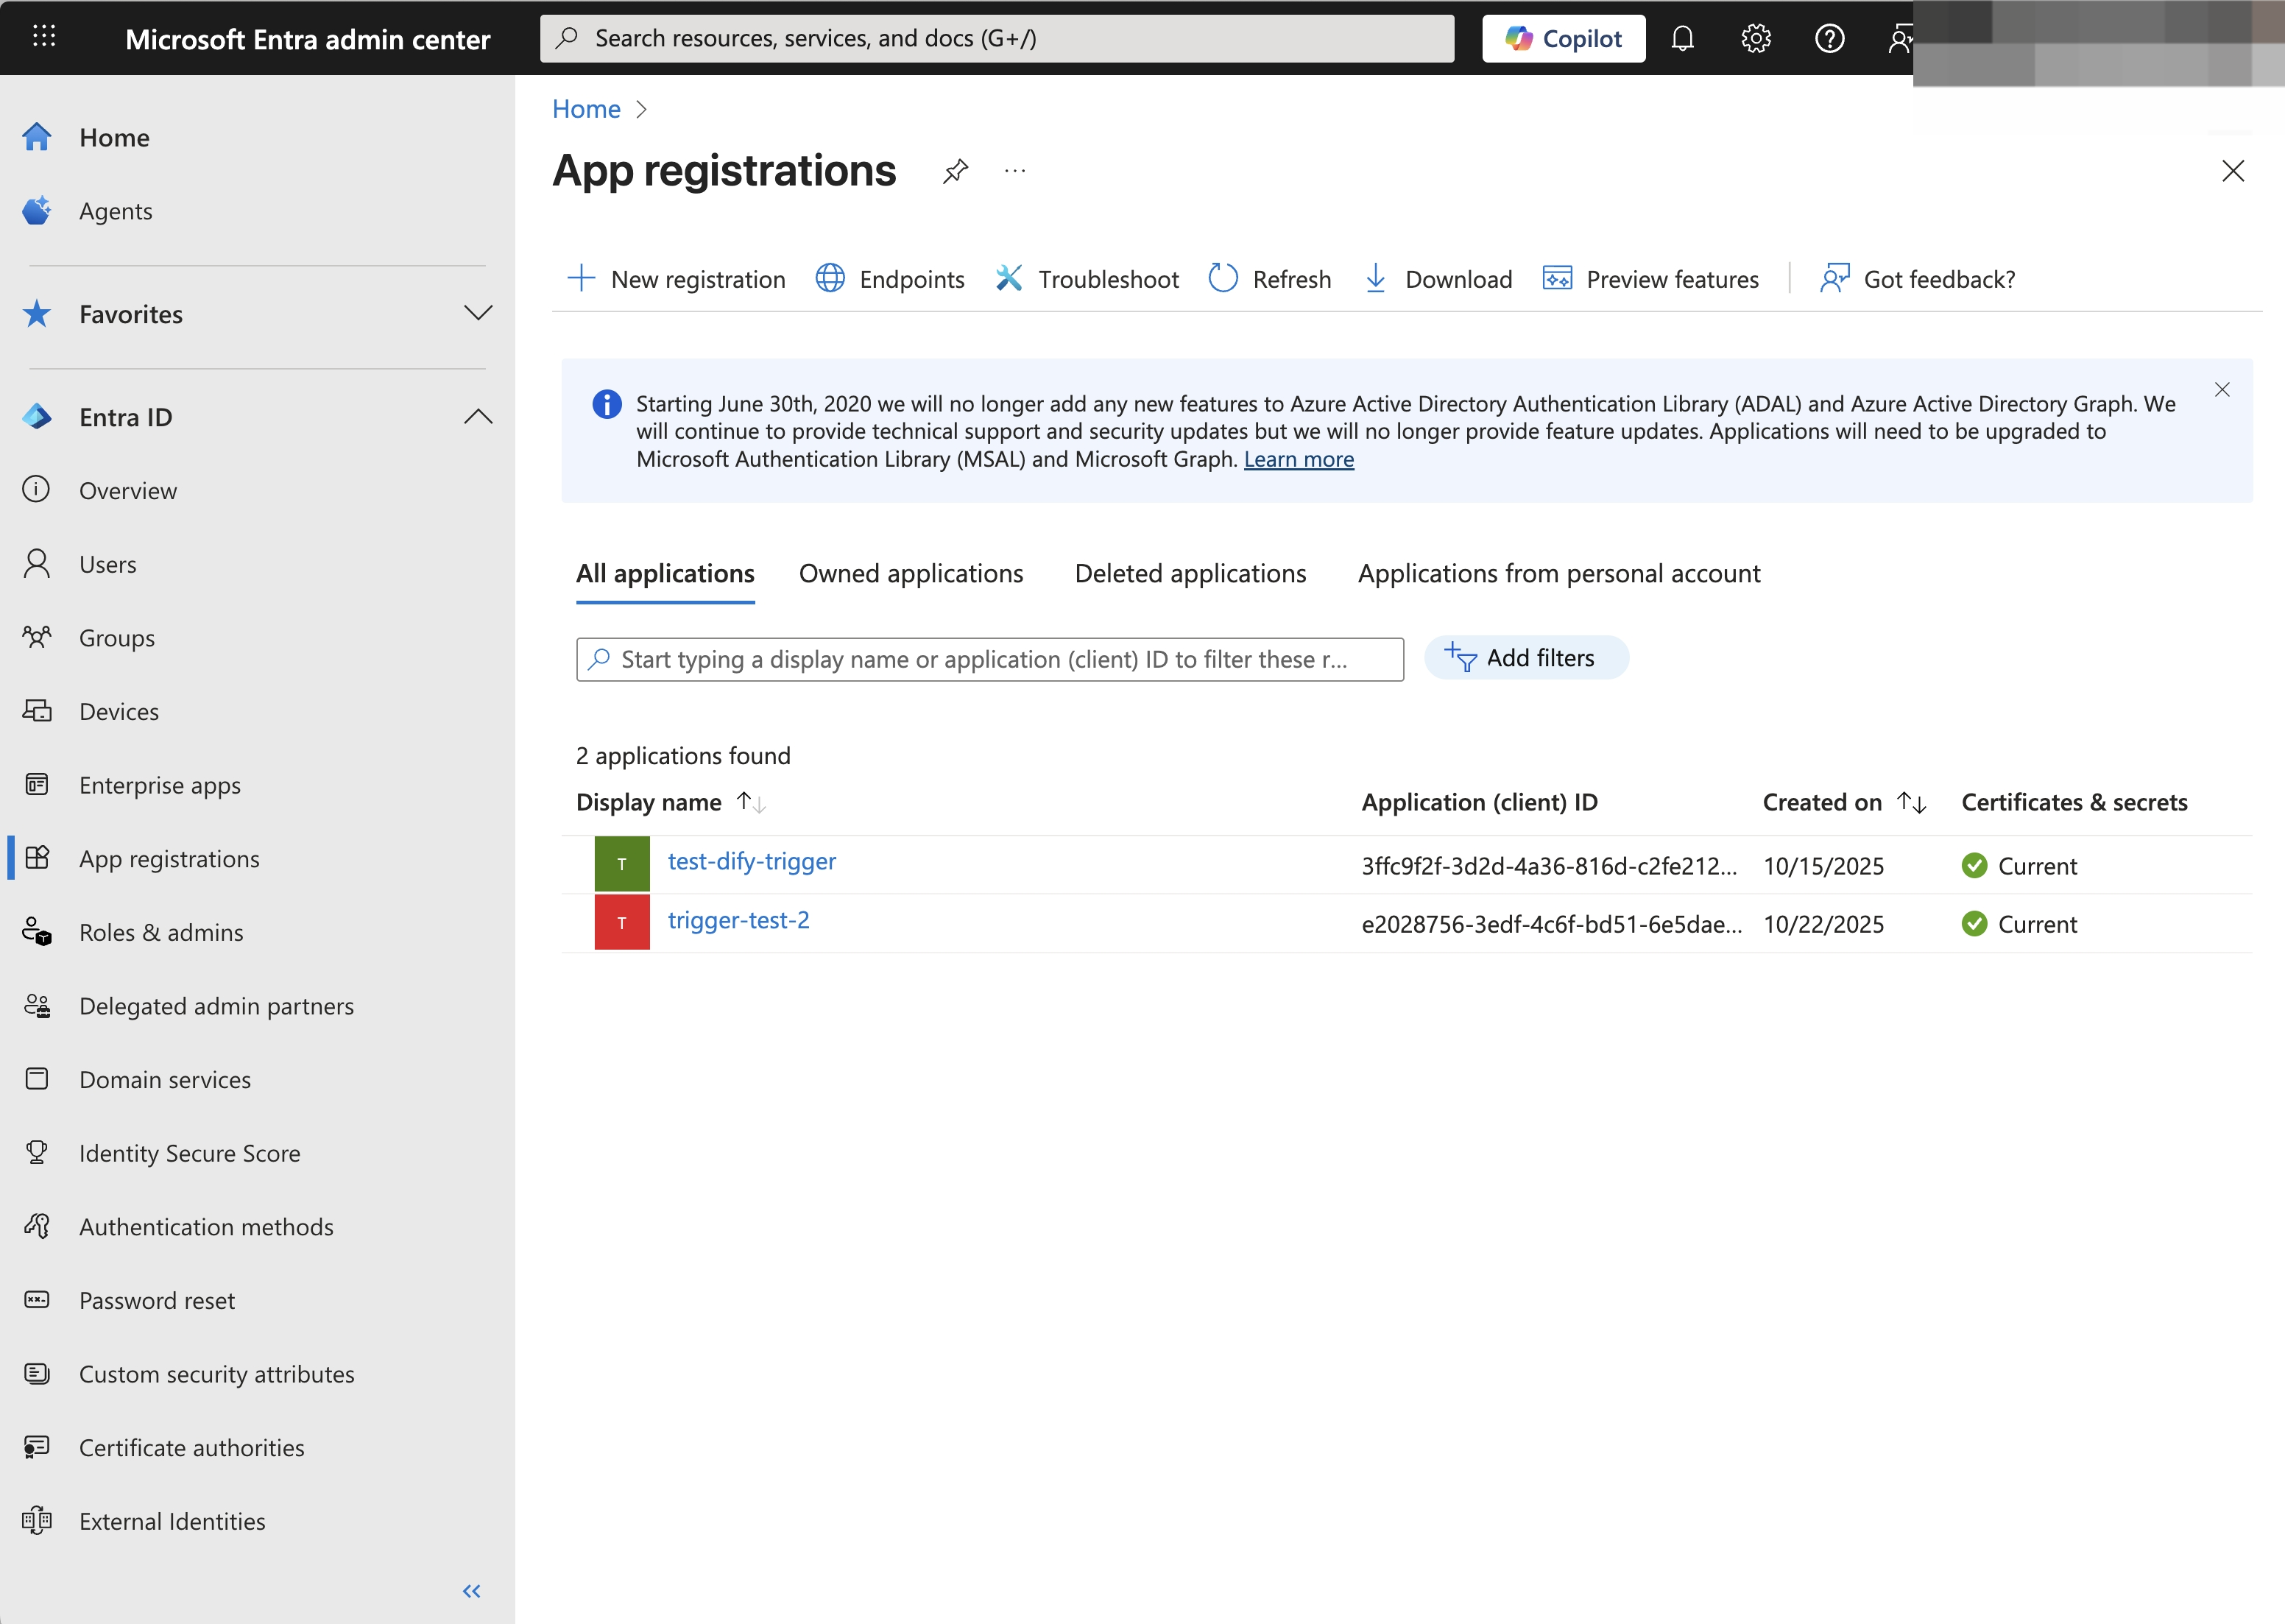 Microsoft Entra admin center
Search resources, services, and docs (G+/)
Copilot
Home
Agents
Favorites
Entra ID
Overview
Users
Groups
Devices
Enterprise apps
App registrations
Roles & admins
Delegated admin partners
Domain services
Identity Secure Score
Authentication methods
Password reset
Custom security attributes
Certificate authorities
External Identities
Home
App registrations
New registration
Endpoints
Troubleshoot
Refresh
Download
Preview features
Got feedback?
Starting June 30th, 2020 we will no longer add any new features to Azure Active Directory Authentication Library (ADAL) and Azure Active Directory Graph. We
will continue to provide technical support and security updates but we will no longer provide feature updates. Applications will need to be upgraded to
Microsoft Authentication Library (MSAL) and Microsoft Graph. Learn more
All applications
Owned applications
Deleted applications
Applications from personal account
Start typing a display name or application (client) ID to filter these r...
Add filters
2 applications found
Display name
Application (client) ID
Created on
Certificates & secrets
T
test-dify-trigger
3ffc9f2f-3d2d-4a36-816d-c2fe212...
10/15/2025
Current
T
trigger-test-2
e2028756-3edf-4c6f-bd51-6e5dae...
10/22/2025
Current